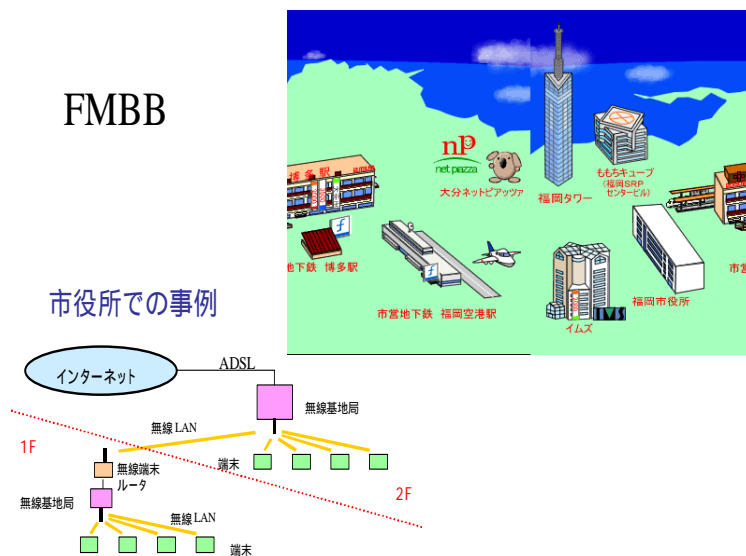 FMBB
博多駅
np
net piazza
大分ネットピアッツァ
福岡タワー
ももちキューブ
(福岡SRP
センタービル)
地下鉄 博多駅
市営地下鉄 福岡空港駅
イムズ
IMS
福岡市役所
市営
市役所での事例
インターネット
ADSL
無線基地局
無線 LAN
1F
無線端末
ルータ
端末
2F
無線基地局
無線 LAN
端末